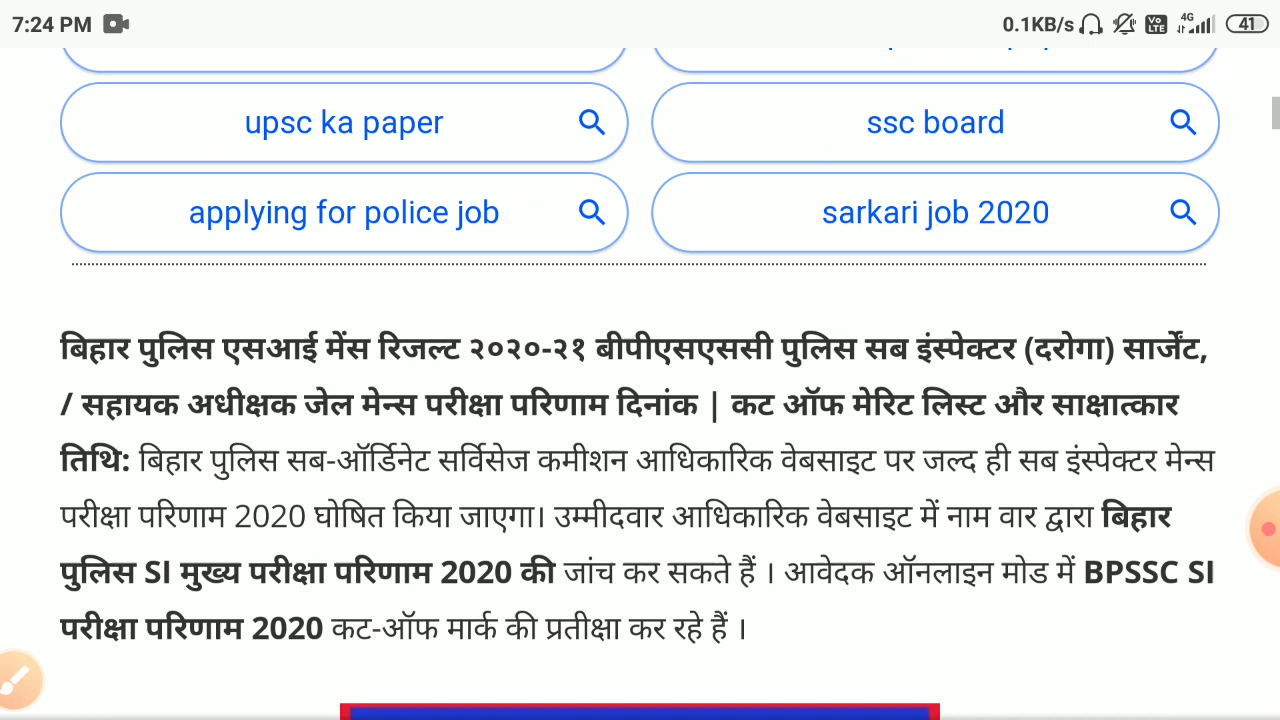 7:24 PM 0.1KB/s Vo LTE 4G 41
upsc ka paper
ssc board
applying for police job
sarkari job 2020
बिहार पुलिस एसआई मेंस रिजल्ट २०२०-२१ बीपीएसएससी पुलिस सब इंस्पेक्टर (दरोगा) सार्जेंट,
/ सहायक अधीक्षक जेल मेन्स परीक्षा परिणाम दिनांक | कट ऑफ मेरिट लिस्ट और साक्षात्कार
तिथि: बिहार पुलिस सब-ऑर्डिनेट सर्विसेज कमीशन आधिकारिक वेबसाइट पर जल्द ही सब इंस्पेक्टर मेन्स
परीक्षा परिणाम 2020 घोषित किया जाएगा। उम्मीदवार आधिकारिक वेबसाइट में नाम वार द्वारा बिहार
पुलिस SI मुख्य परीक्षा परिणाम 2020 की जांच कर सकते हैं । आवेदक ऑनलाइन मोड में BPSSC SI
परीक्षा परिणाम 2020 कट-ऑफ मार्क की प्रतीक्षा कर रहे हैं ।